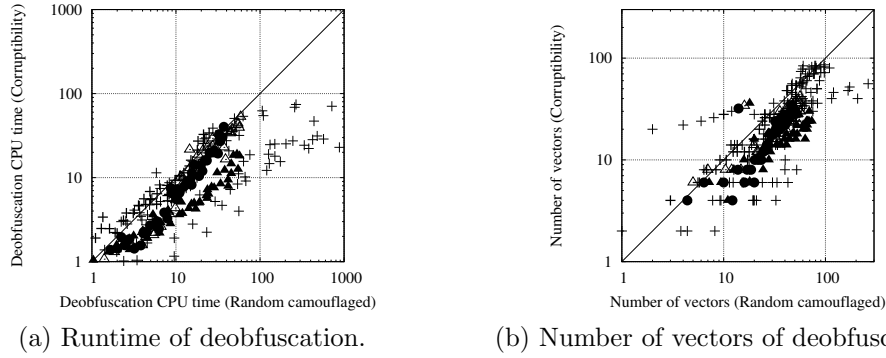 1000
100
10
1
1 10 100 1000
Deobfuscation CPU time (Corruptibility)
Deobfuscation CPU time (Random camouflaged)
(a) Runtime of deobfuscation.
100
10
1
1 10 100
Number of vectors (Corruptibility)
Number of vectors (Random camouflaged)
(b) Number of vectors of deobfusc